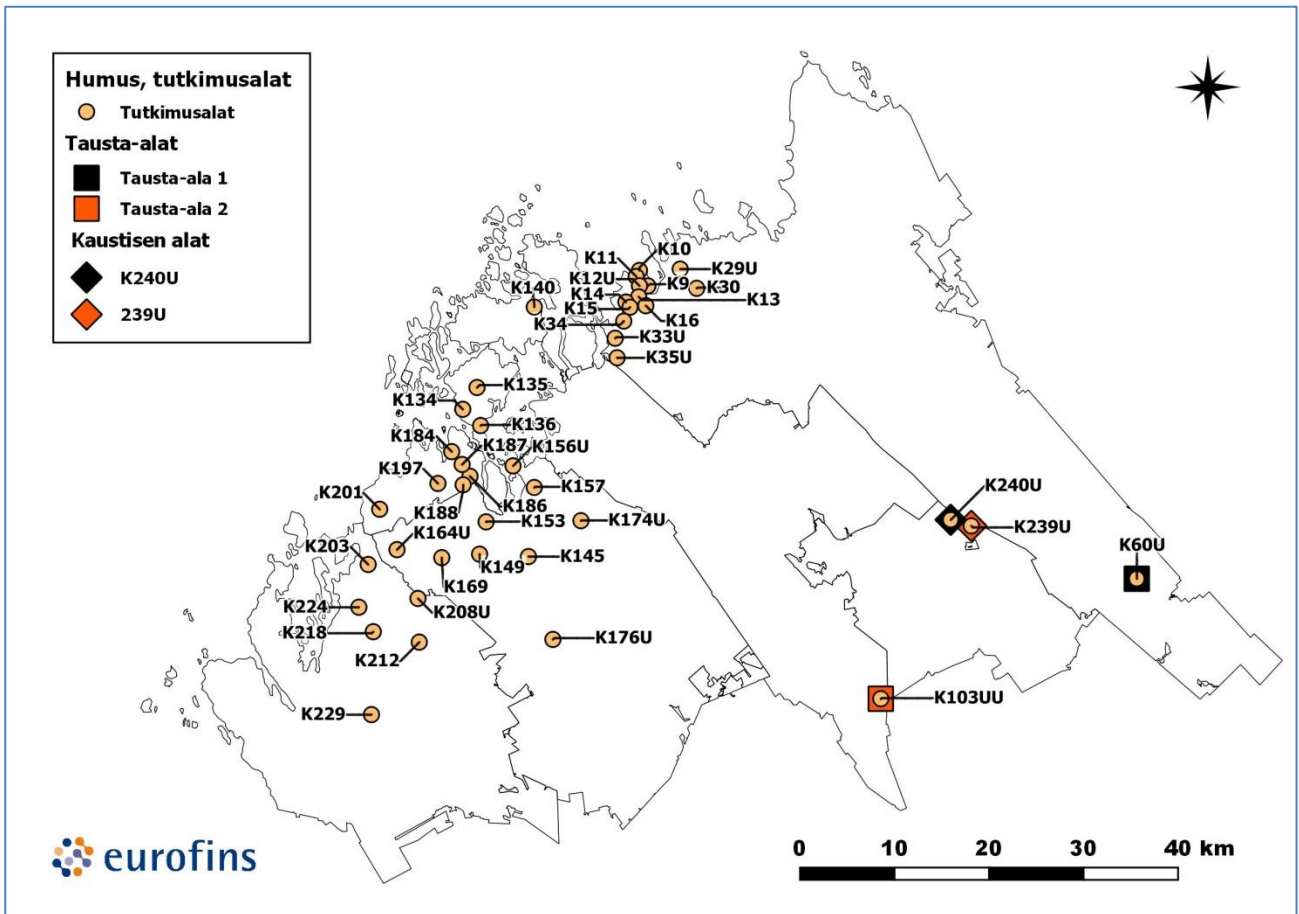 Humus, tutkimusalat
Tutkimusalat
Tausta-alat
Tausta-ala 1
Tausta-ala 2
Kaustisen alat
K240U
239U
K11
K10
K29U
K12U
K9
K30
K140
K14
K13
K15
K16
K34
K33U
K35U
K135
K134
K136
K184
K187
K156U
K197
K157
K186
K201
K188
K153
K174U
K164U
K203
K149
K145
K169
K224
K208U
K218
K176U
K212
K229
K240U
K239U
K60U
K103UU
eurofins
0 10 20 30 40 km